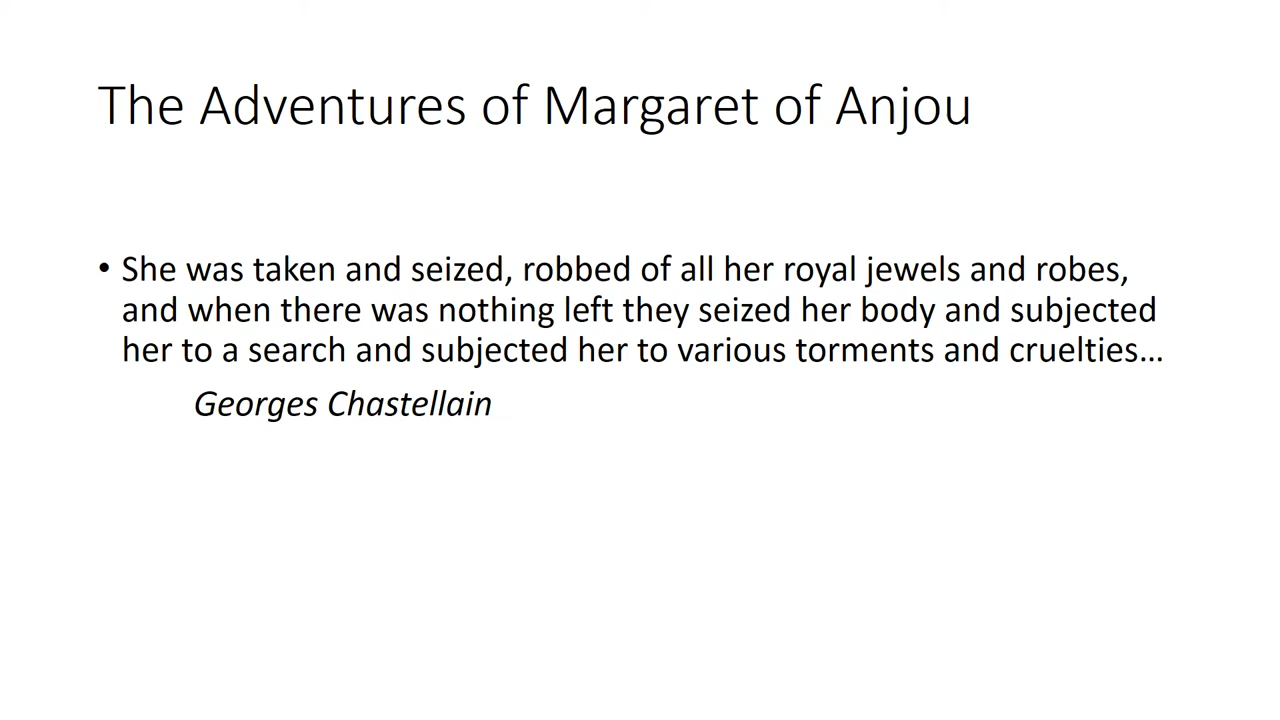 The Adventures of Margaret of Anjou
• She was taken and seized, robbed of all her royal jewels and robes,
and when there was nothing left they seized her body and subjected
her to a search and subjected her to various torments and cruelties…
Georges Chastellain